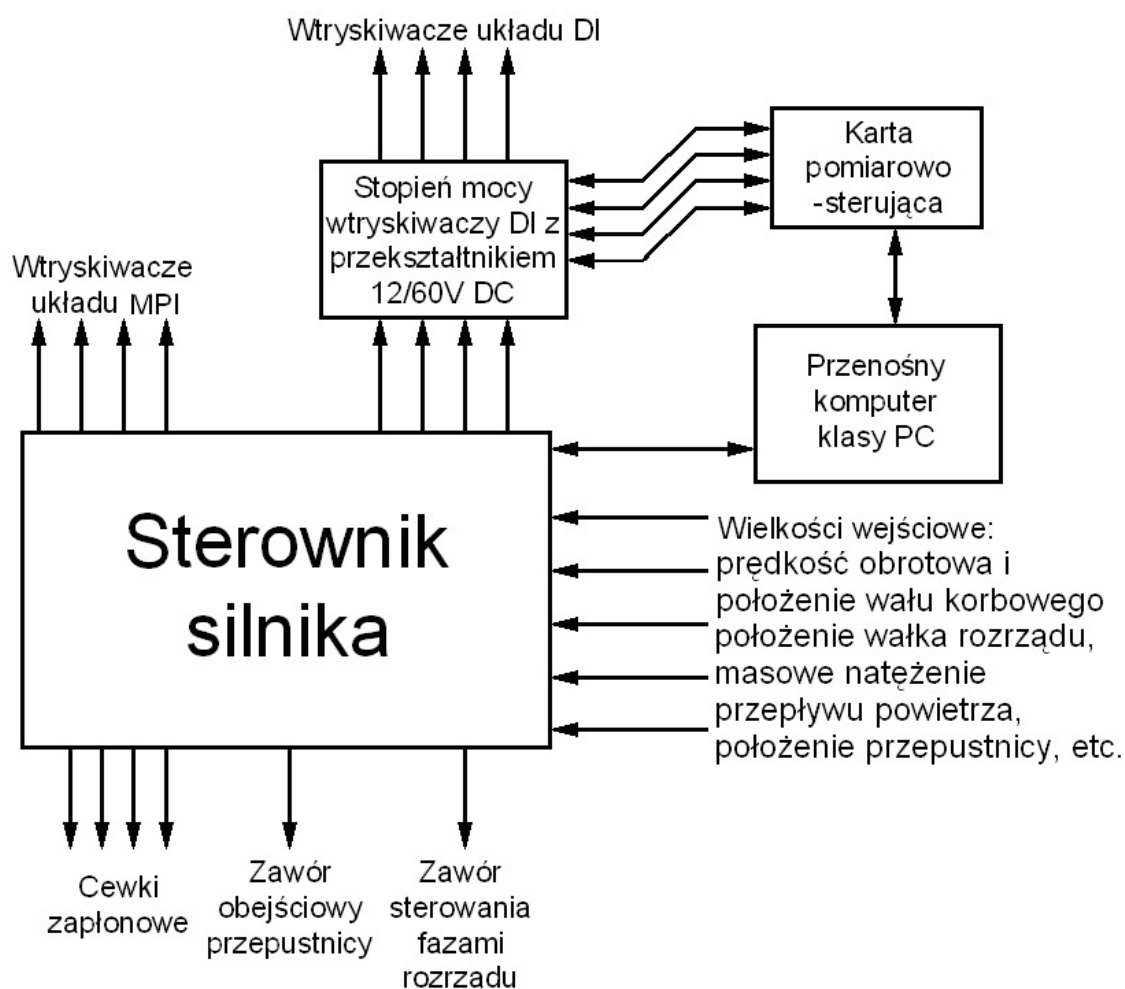 Wtryskiwacze układu DI
Stopień mocy
wtryskiwaczy DI z
przekształtnikiem
12/60V DC
Karta
pomiarowo
-sterująca
Wtryskiwacze
układu MPI
Przenośny
komputer
klasy PC
Sterownik
silnika
Wielkości wejściowe:
prędkość obrotowa i
położenie wału korbowego
położenie wałka rozrządu,
masowe natężenie
przepływu powietrza,
położenie przepustnicy, etc.
Cewki
zapłonowe
Zawór
obejściowy
przepustnicy
Zawór
sterowania
fazami
rozrządu